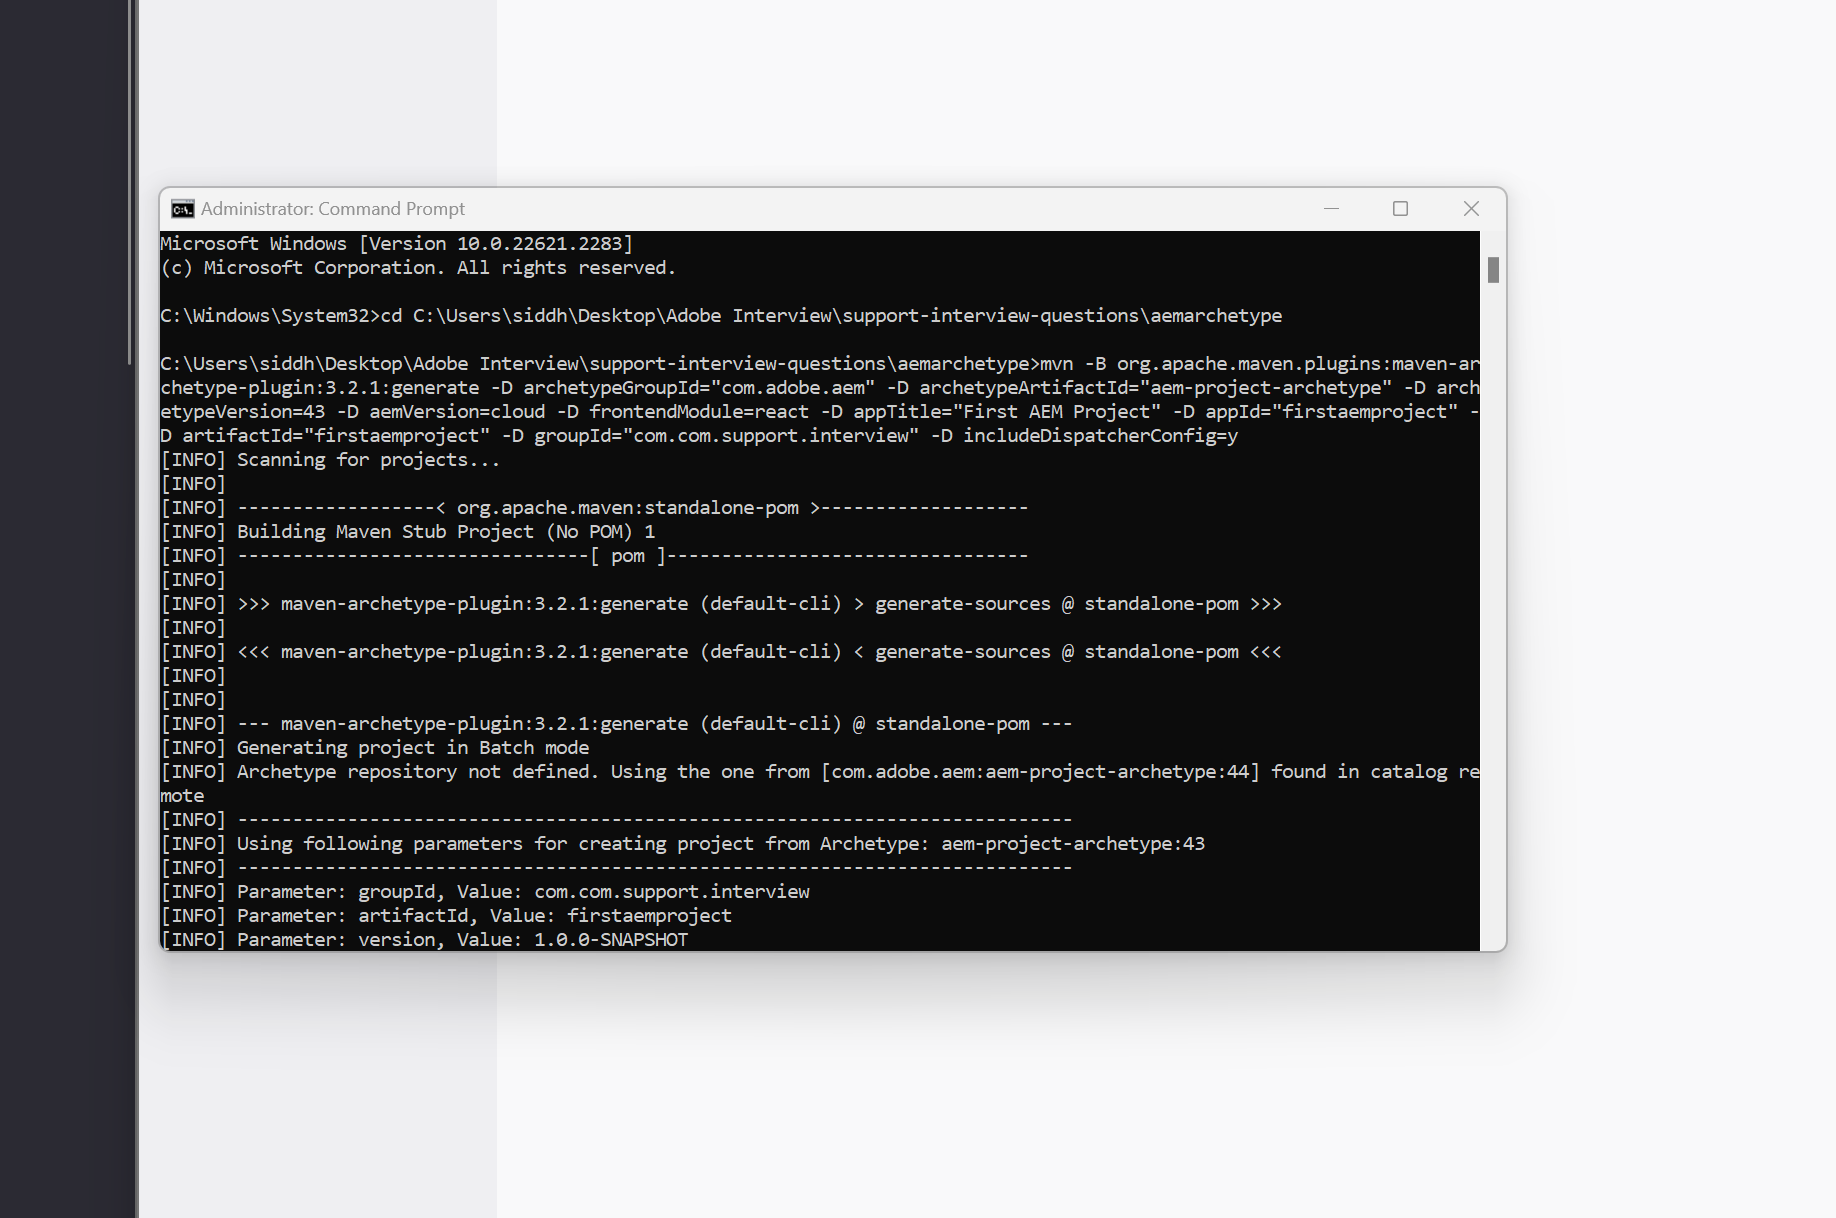 Administrator: Command Prompt
Microsoft Windows [Version 10.0.22621.2283]
(c) Microsoft Corporation. All rights reserved.
C:\Windows\System32>cd C:\Users\siddh\Desktop\Adobe Interview\support-interview-questions\aemarchetype
C:\Users\siddh\Desktop\Adobe Interview\support-interview-questions\aemarchetype>mvn -B org.apache.maven.plugins:maven-ar
chetype-plugin:3.2.1:generate -D archetypeGroupId="com.adobe.aem" -D archetypeArtifactId="aem-project-archetype" -D arch
etypeVersion=43 -D aemVersion=cloud -D frontendModule=react -D appTitle="First AEM Project" -D appId="firstaemproject" -
D artifactId="firstaemproject" -D groupId="com.com.support.interview" -D includeDispatcherConfig=y
[INFO] Scanning for projects...
[INFO]
[INFO] ------------------< org.apache.maven:standalone-pom >-------------------
[INFO] Building Maven Stub Project (No POM) 1
[INFO] --------------------------------[ pom ]---------------------------------
[INFO]
[INFO] >>> maven-archetype-plugin:3.2.1:generate (default-cli) > generate-sources @ standalone-pom >>>
[INFO]
[INFO] <<< maven-archetype-plugin:3.2.1:generate (default-cli) < generate-sources @ standalone-pom <<<
[INFO]
[INFO]
[INFO] --- maven-archetype-plugin:3.2.1:generate (default-cli) @ standalone-pom ---
[INFO] Generating project in Batch mode
[INFO] Archetype repository not defined. Using the one from [com.adobe.aem:aem-project-archetype:44] found in catalog re
mote
[INFO] ----------------------------------------------------------------------------
[INFO] Using following parameters for creating project from Archetype: aem-project-archetype:43
[INFO] ----------------------------------------------------------------------------
[INFO] Parameter: groupId, Value: com.com.support.interview
[INFO] Parameter: artifactId, Value: firstaemproject
[INFO] Parameter: version, Value: 1.0.0-SNAPSHOT